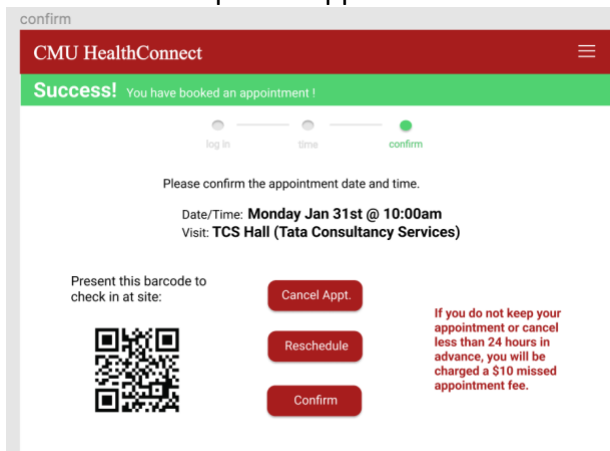 confirm
CMU HealthConnect
Success! You have booked an appointment !
log in time confirm
Please confirm the appointment date and time.
Date/Time: Monday Jan 31st @ 10:00am
Visit: TCS Hall (Tata Consultancy Services)
Present this barcode to
check in at site:
Cancel Appt.
Reschedule
Confirm
If you do not keep your
appointment or cancel
less than 24 hours in
advance, you will be
charged a $10 missed
appointment fee.